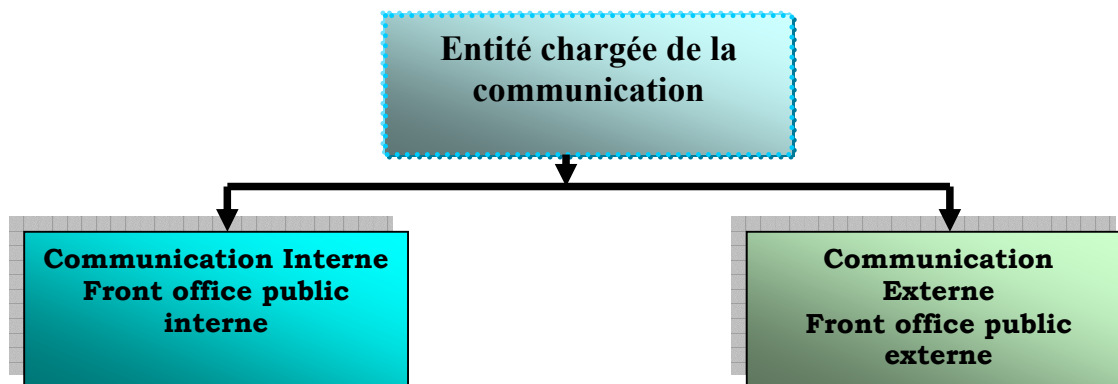 Entité chargée de la
communication
Communication Interne
Front office public
interne
Communication
Externe
Front office public
externe